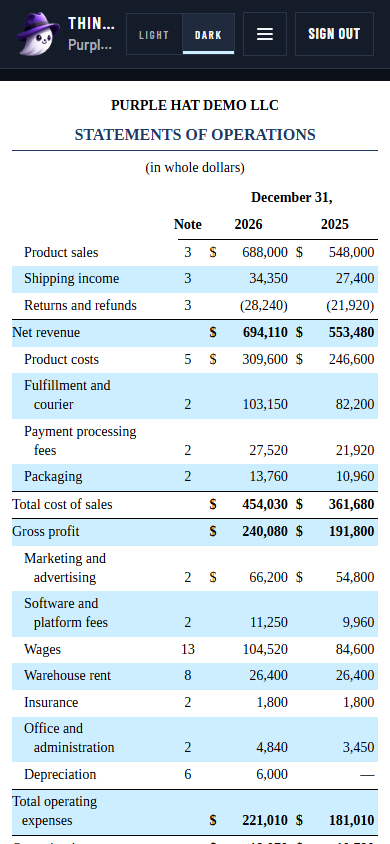 THIN...
Purpl...
LIGHT
DARK
SIGN OUT
PURPLE HAT DEMO LLC
STATEMENTS OF OPERATIONS
(in whole dollars)
December 31,
Note 2026 2025
Product sales 3 $ 688,000 $ 548,000
Shipping income 3 34,350 27,400
Returns and refunds 3 (28,240) (21,920)
Net revenue $ 694,110 $ 553,480
Product costs 5 $ 309,600 $ 246,600
Fulfillment and
courier 2 103,150 82,200
Payment processing
fees 2 27,520 21,920
Packaging 2 13,760 10,960
Total cost of sales $ 454,030 $ 361,680
Gross profit $ 240,080 $ 191,800
Marketing and
advertising 2 $ 66,200 $ 54,800
Software and
platform fees 2 11,250 9,960
Wages 13 104,520 84,600
Warehouse rent 8 26,400 26,400
Insurance 2 1,800 1,800
Office and
administration 2 4,840 3,450
Depreciation 6 6,000 —
Total operating
expenses $ 221,010 $ 181,010